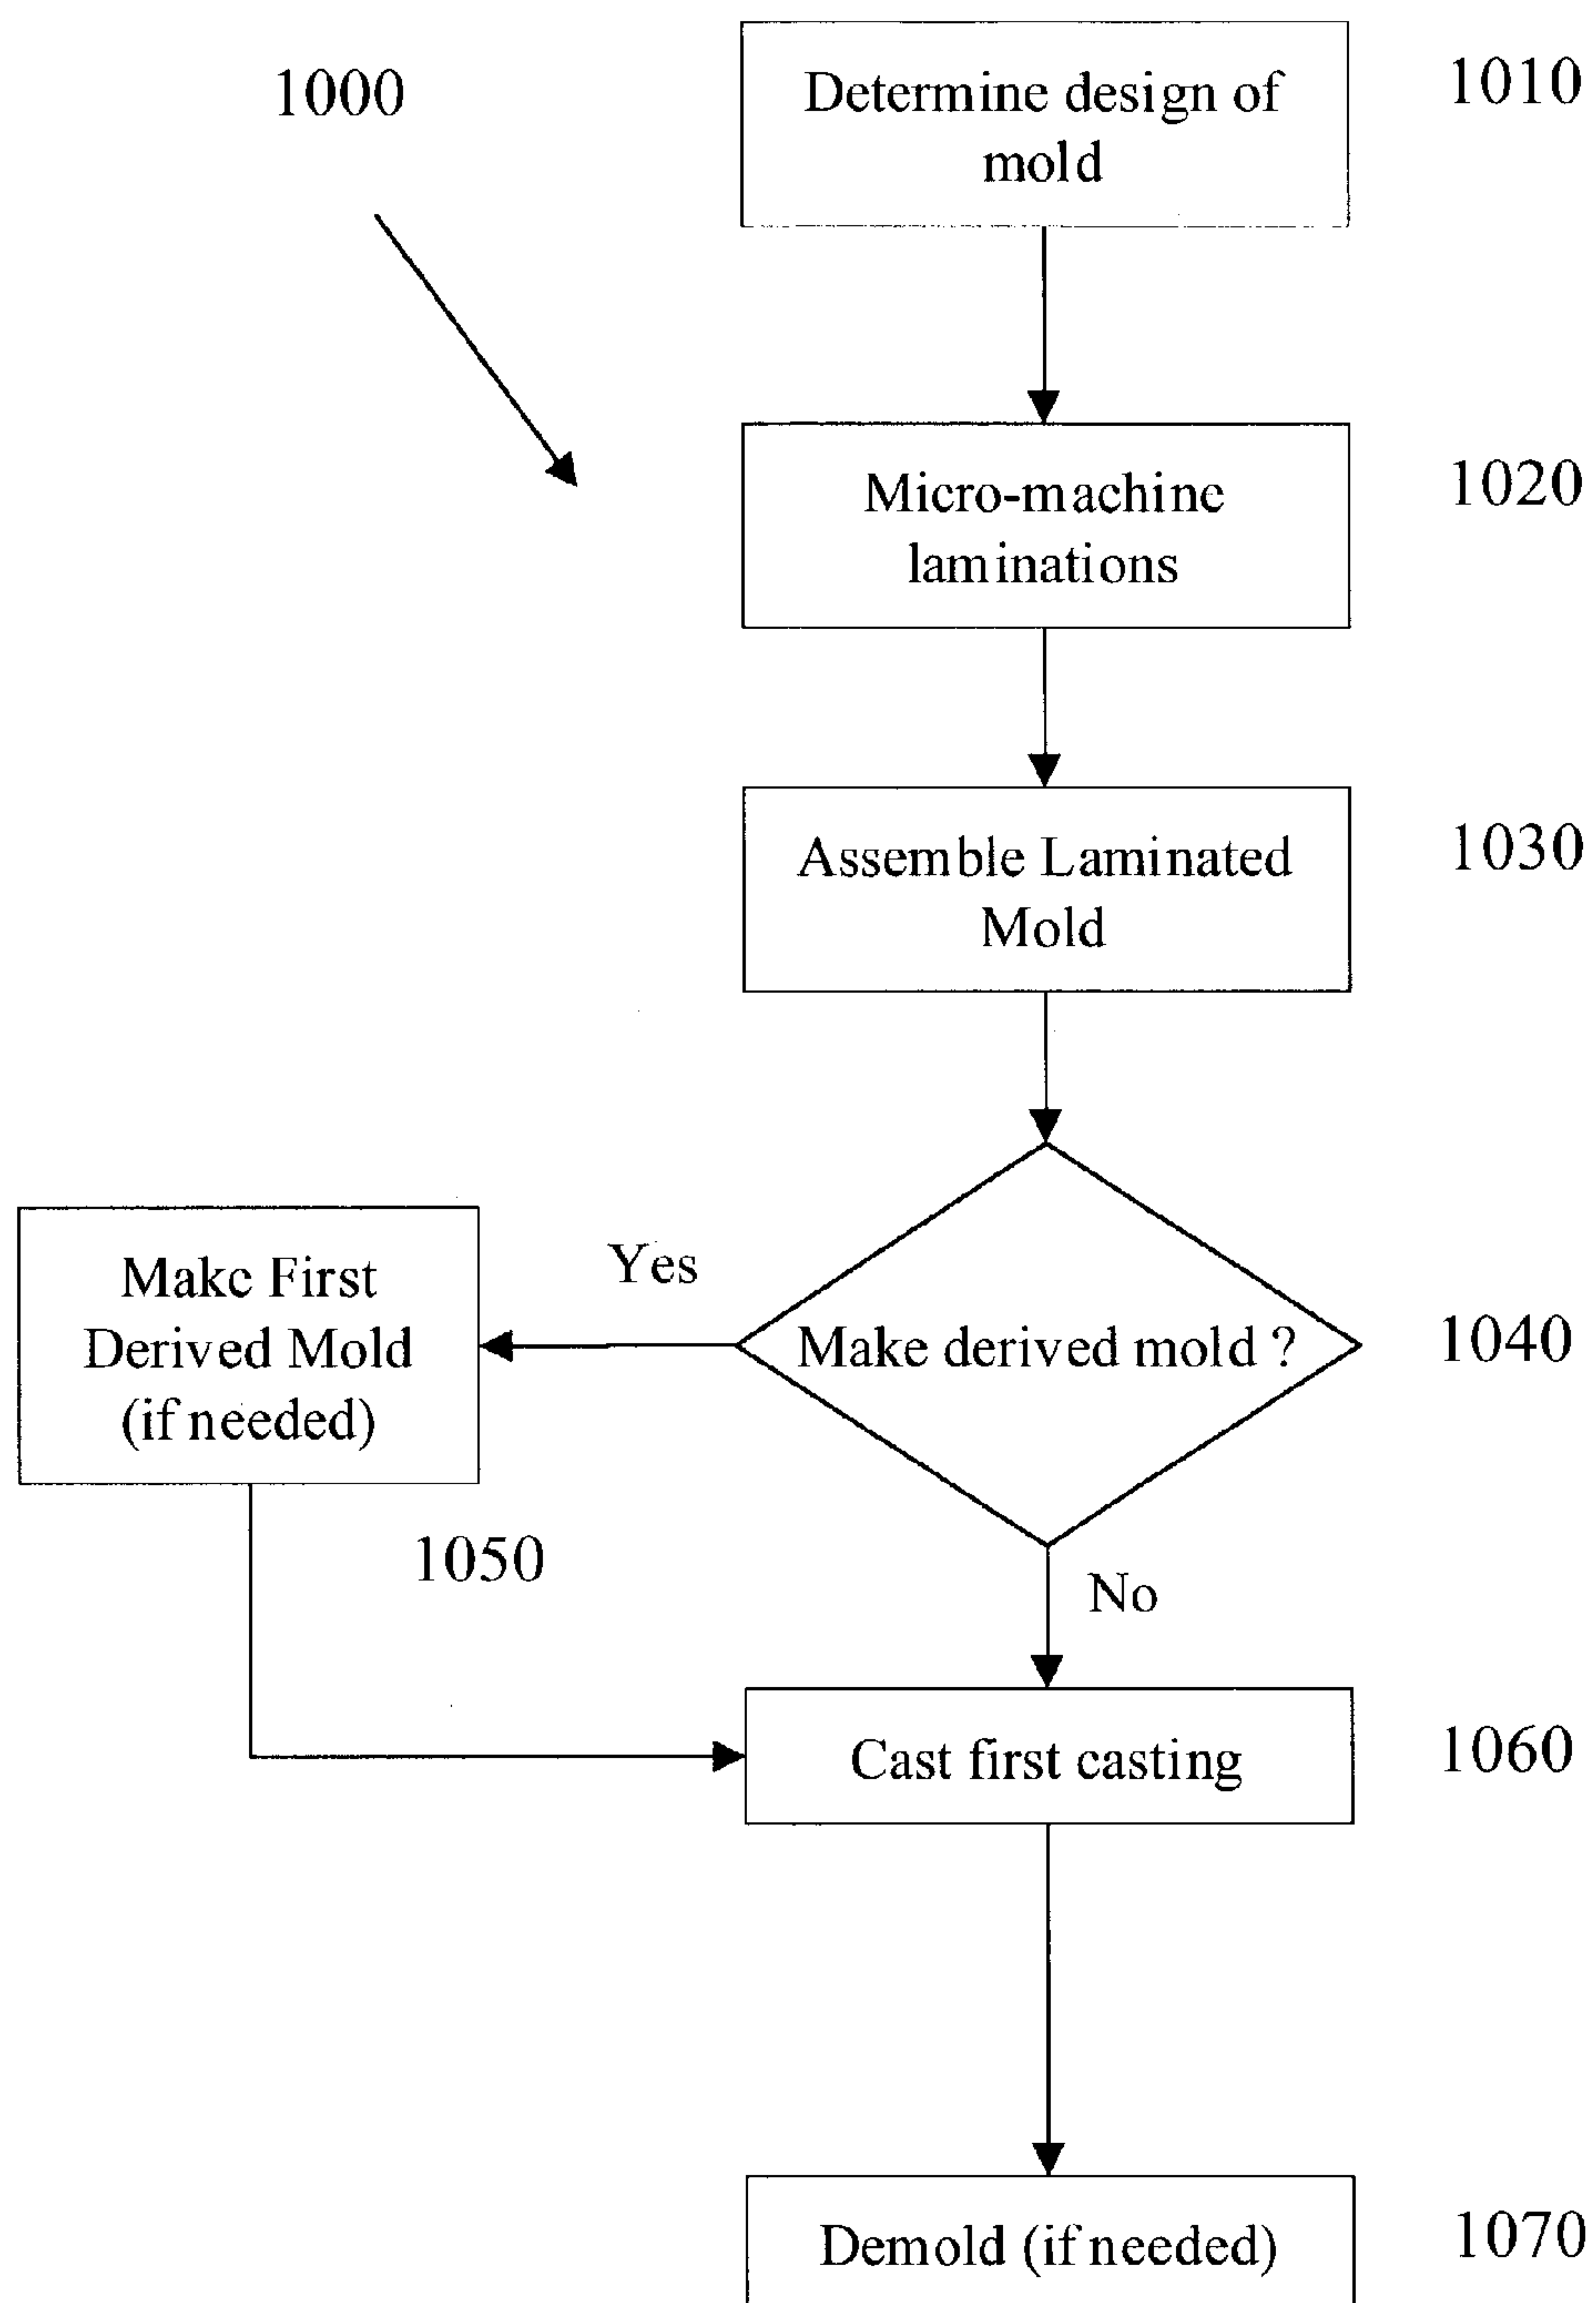 1000
Determine design of
mold
1010
Micro-machine
laminations
1020
Assemble Laminated
Mold
1030
Make derived mold ?
1040
Yes
Make First
Derived Mold
(if needed)
1050
No
Cast first casting
1060
Demold (if needed)
1070